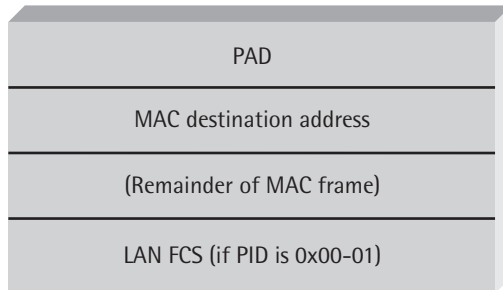 PAD
MAC destination address
(Remainder of MAC frame)
LAN FCS (if PID is 0x00-01)